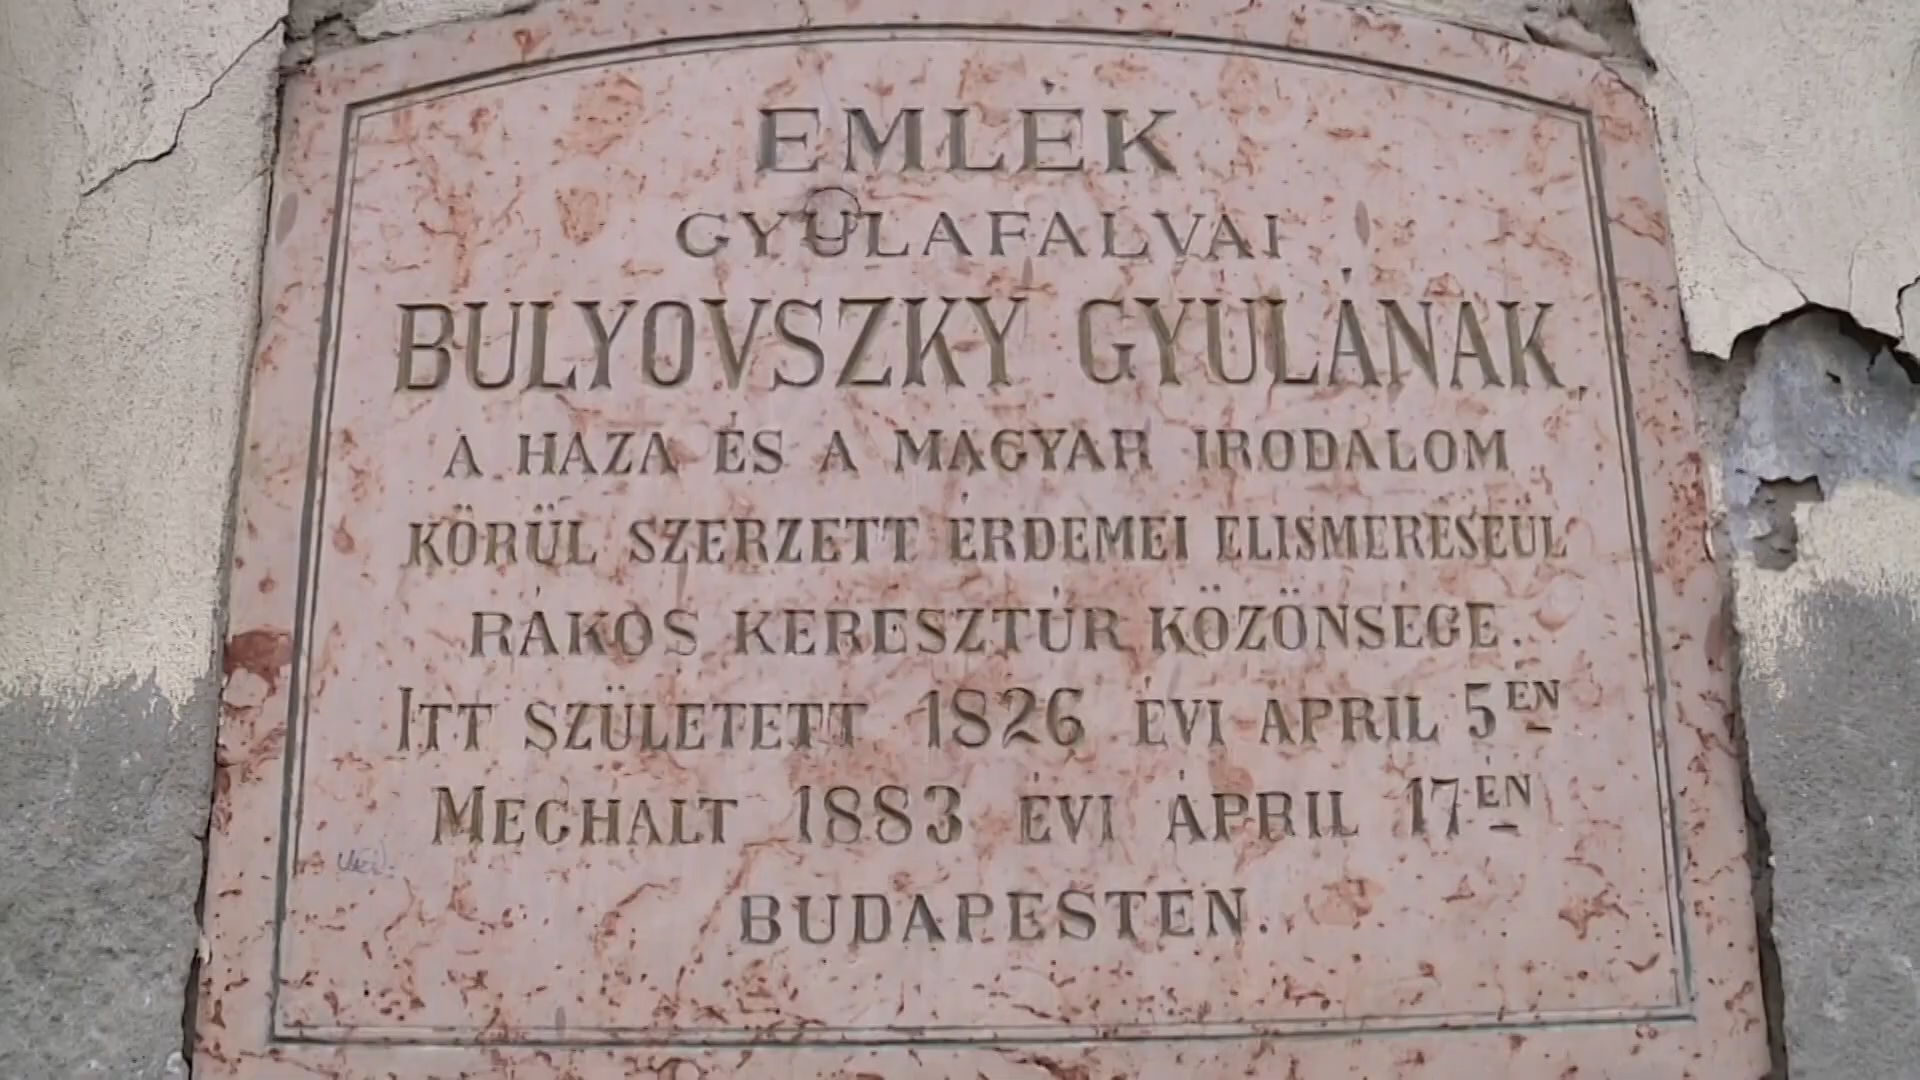 EMLÉK
GYULAFALVAI
BULYOVSZKY GYULÁNAK,
A HAZA ÉS A MAGYAR IRODALOM
KÖRÜL SZERZETT ÉRDEMEI ELISMERÉSEÜL
RÁKOS KERESZTÚR KÖZÖNSÉGE.
ITT SZÜLETETT 1826 ÉVI APRIL 5ÉN
MEGHALT 1883 ÉVI ÁPRIL 17ÉN
BUDAPESTEN.